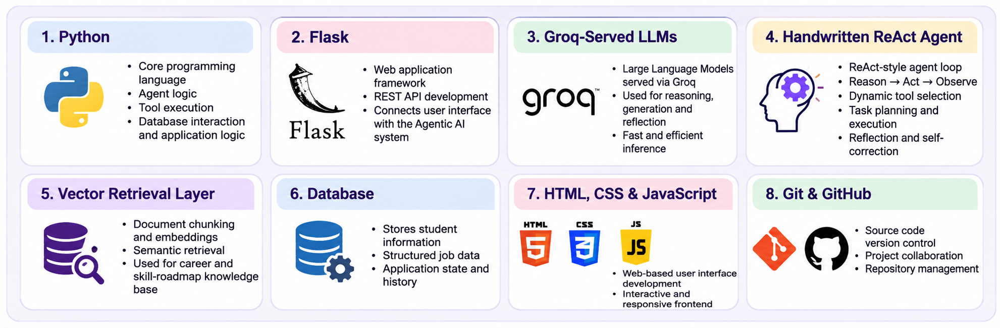 1. Python
• Core programming
language
• Agent logic
• Tool execution
• Database interaction
and application logic
2. Flask
Flask
• Web application
framework
• REST API development
• Connects user interface
with the Agentic AI
system
3. Groq-Served LLMs
groq™
• Large Language Models
served via Groq
• Used for reasoning,
generation and
reflection
• Fast and efficient
inference
4. Handwritten ReAct Agent
• ReAct-style agent loop
• Reason → Act → Observe
• Dynamic tool selection
• Task planning and
execution
• Reflection and self-
correction
5. Vector Retrieval Layer
• Document chunking
and embeddings
• Semantic retrieval
• Used for career and
skill-roadmap knowledge
base
6. Database
• Stores student
information
• Structured job data
• Application state and
history
7. HTML, CSS & JavaScript
HTML
5
CSS
3
JS
JS
• Web-based user interface
development
• Interactive and
responsive frontend
8. Git & GitHub
• Source code
version control
• Project collaboration
• Repository management